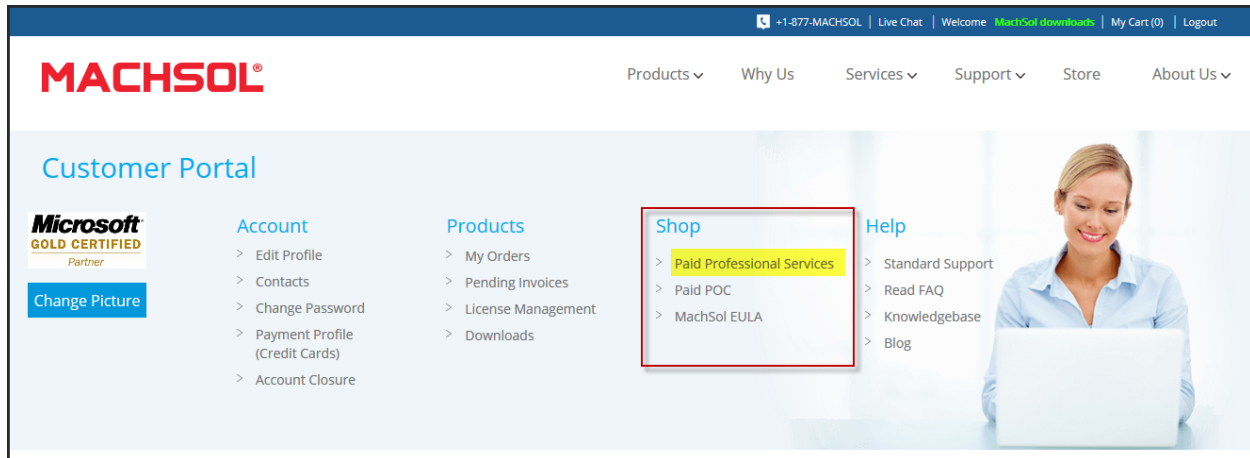 +1-877-MACHSOL | Live Chat | Welcome MachSol downloads | My Cart (0) | Logout
MACHSOL®
Products Why Us Services Support Store About Us
Customer Portal
Microsoft
GOLD CERTIFIED
Partner
Change Picture
Account
> Edit Profile
> Contacts
> Change Password
> Payment Profile
(Credit Cards)
> Account Closure
Products
> My Orders
> Pending Invoices
> License Management
> Downloads
Shop
> Paid Professional Services
> Paid POC
> MachSol EULA
Help
> Standard Support
> Read FAQ
> Knowledgebase
> Blog